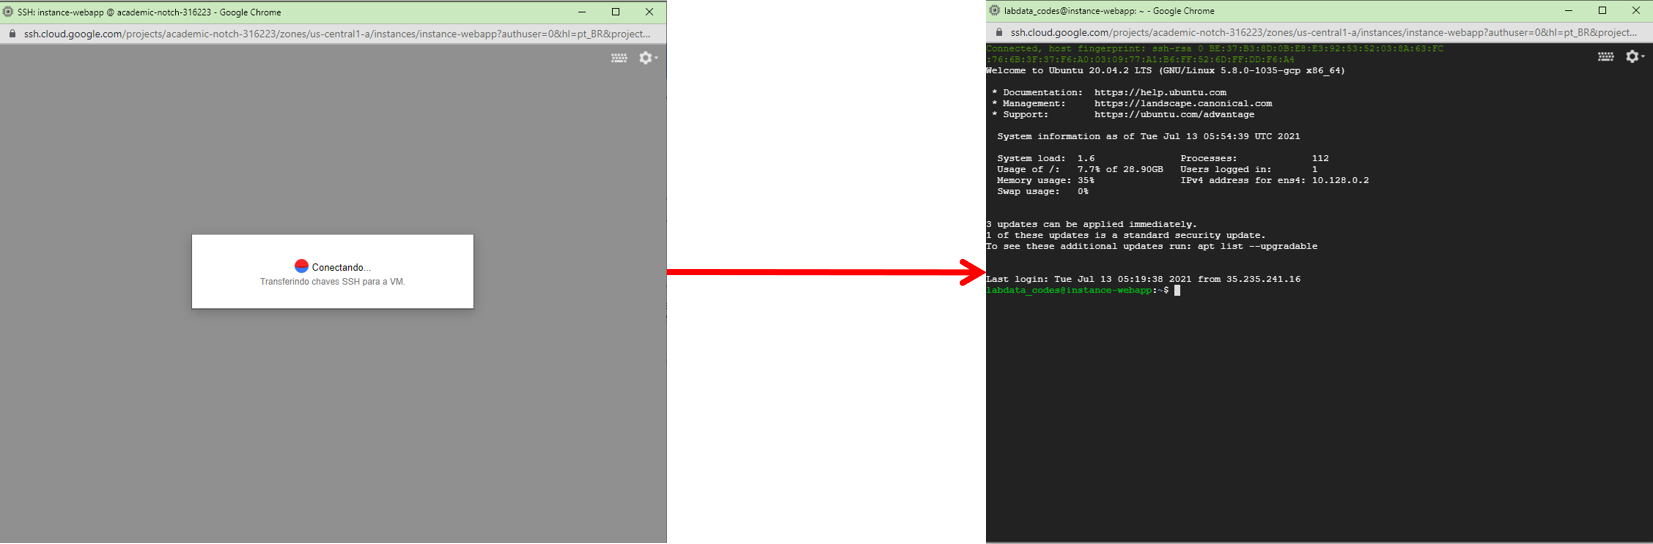 SSH: instance-webapp @ academic-notch-316223 - Google Chrome
ssh.cloud.google.com/projects/academic-notch-316223/zones/us-central1-a/instances/instance-webapp?authuser=0&hl=pt_BR&project...
Conectando...
Transferindo chaves SSH para a VM.
labdata_codes@instance-webapp: ~ - Google Chrome
ssh.cloud.google.com/projects/academic-notch-316223/zones/us-central1-a/instances/instance-webapp?authuser=0&hl=pt_BR&project...
Connected, host fingerprint: ssh-rsa 0 BE:37:B3:8D:0B:E8:E3:92:53:52:03:8A:63:FC
:76:6B:3F:37:F6:A0:03:09:77:A1:B6:FF:52:6D:FF:DD:F6:A4
Welcome to Ubuntu 20.04.2 LTS (GNU/Linux 5.8.0-1035-gcp x86_64)
* Documentation:  https://help.ubuntu.com
* Management:     https://landscape.canonical.com
* Support:        https://ubuntu.com/advantage
System information as of Tue Jul 13 05:54:39 UTC 2021
System load:  1.6               Processes:             112
Usage of /:   7.7% of 28.90GB   Users logged in:       1
Memory usage: 35%               IPv4 address for ens4: 10.128.0.2
Swap usage:   0%
3 updates can be applied immediately.
1 of these updates is a standard security update.
To see these additional updates run: apt list --upgradable
Last login: Tue Jul 13 05:19:38 2021 from 35.235.241.16
labdata_codes@instance-webapp:~$